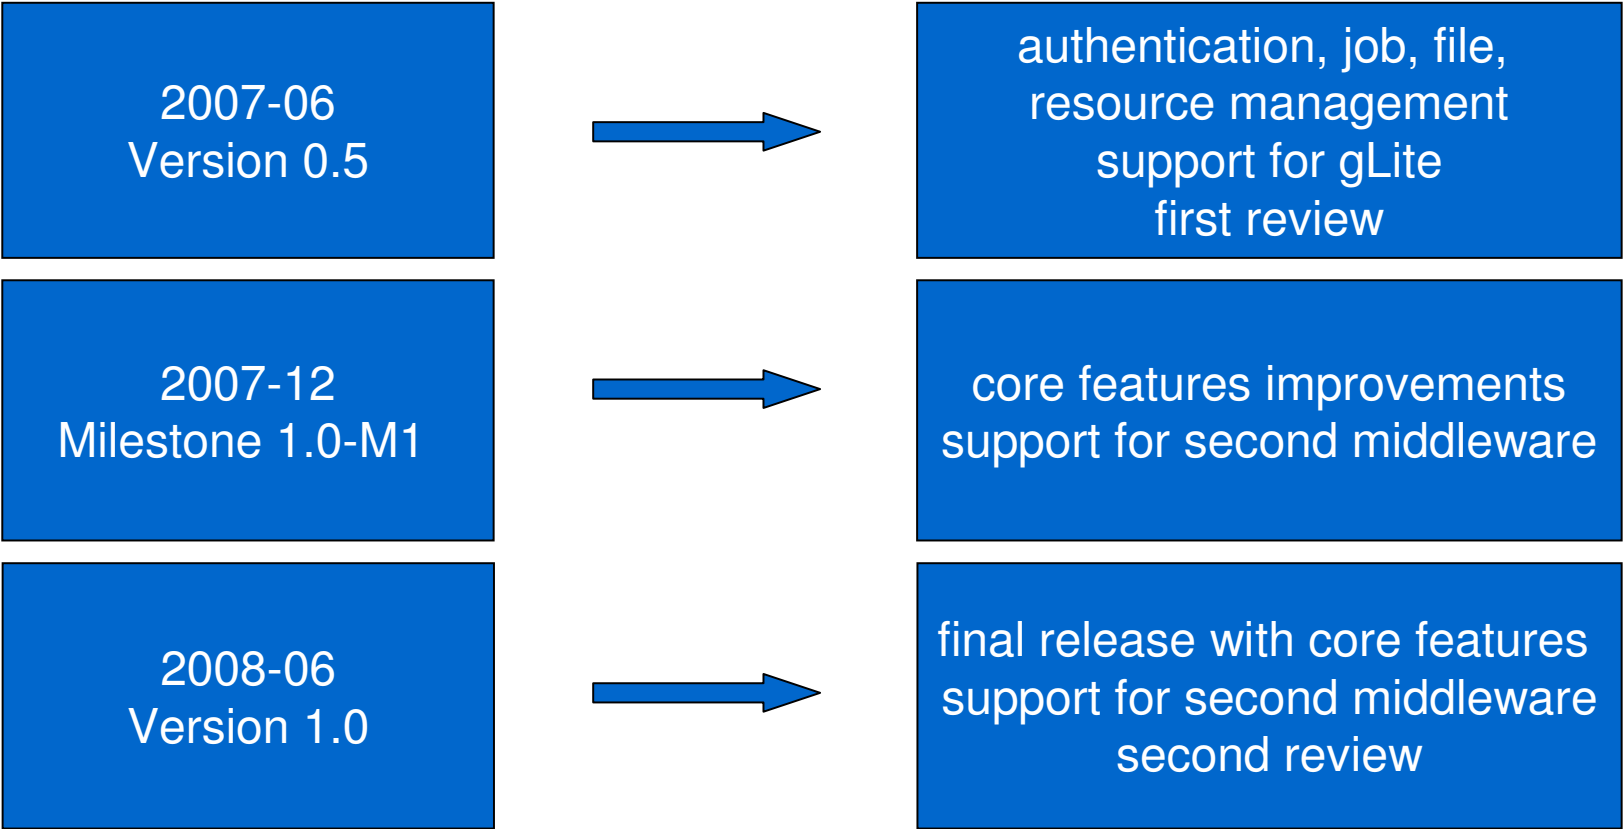 2007-06
Version 0.5
authentication, job, file,
resource management
support for gLite
first review
2007-12
Milestone 1.0-M1
core features improvements
support for second middleware
2008-06
Version 1.0
final release with core features
support for second middleware
second review